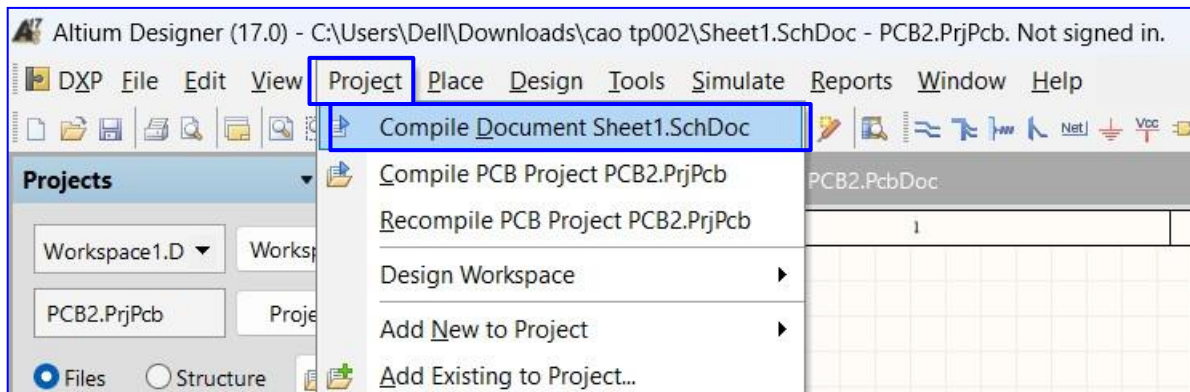 Altium Designer (17.0) - C:\Users\Dell\Downloads\cao tp002\Sheet1.SchDoc - PCB2.PrjPcb. Not signed in.
DXP File Edit View Project Place Design Tools Simulate Reports Window Help
Compile Document Sheet1.SchDoc
Net
Vcc
Projects
Compile PCB Project PCB2.PrjPcb
PCB2.PcbDoc
Recompile PCB Project PCB2.PrjPcb
1
Workspace1.D
Design Workspace
PCB2.PrjPcb
Add New to Project
Files
Structure
Add Existing to Project...